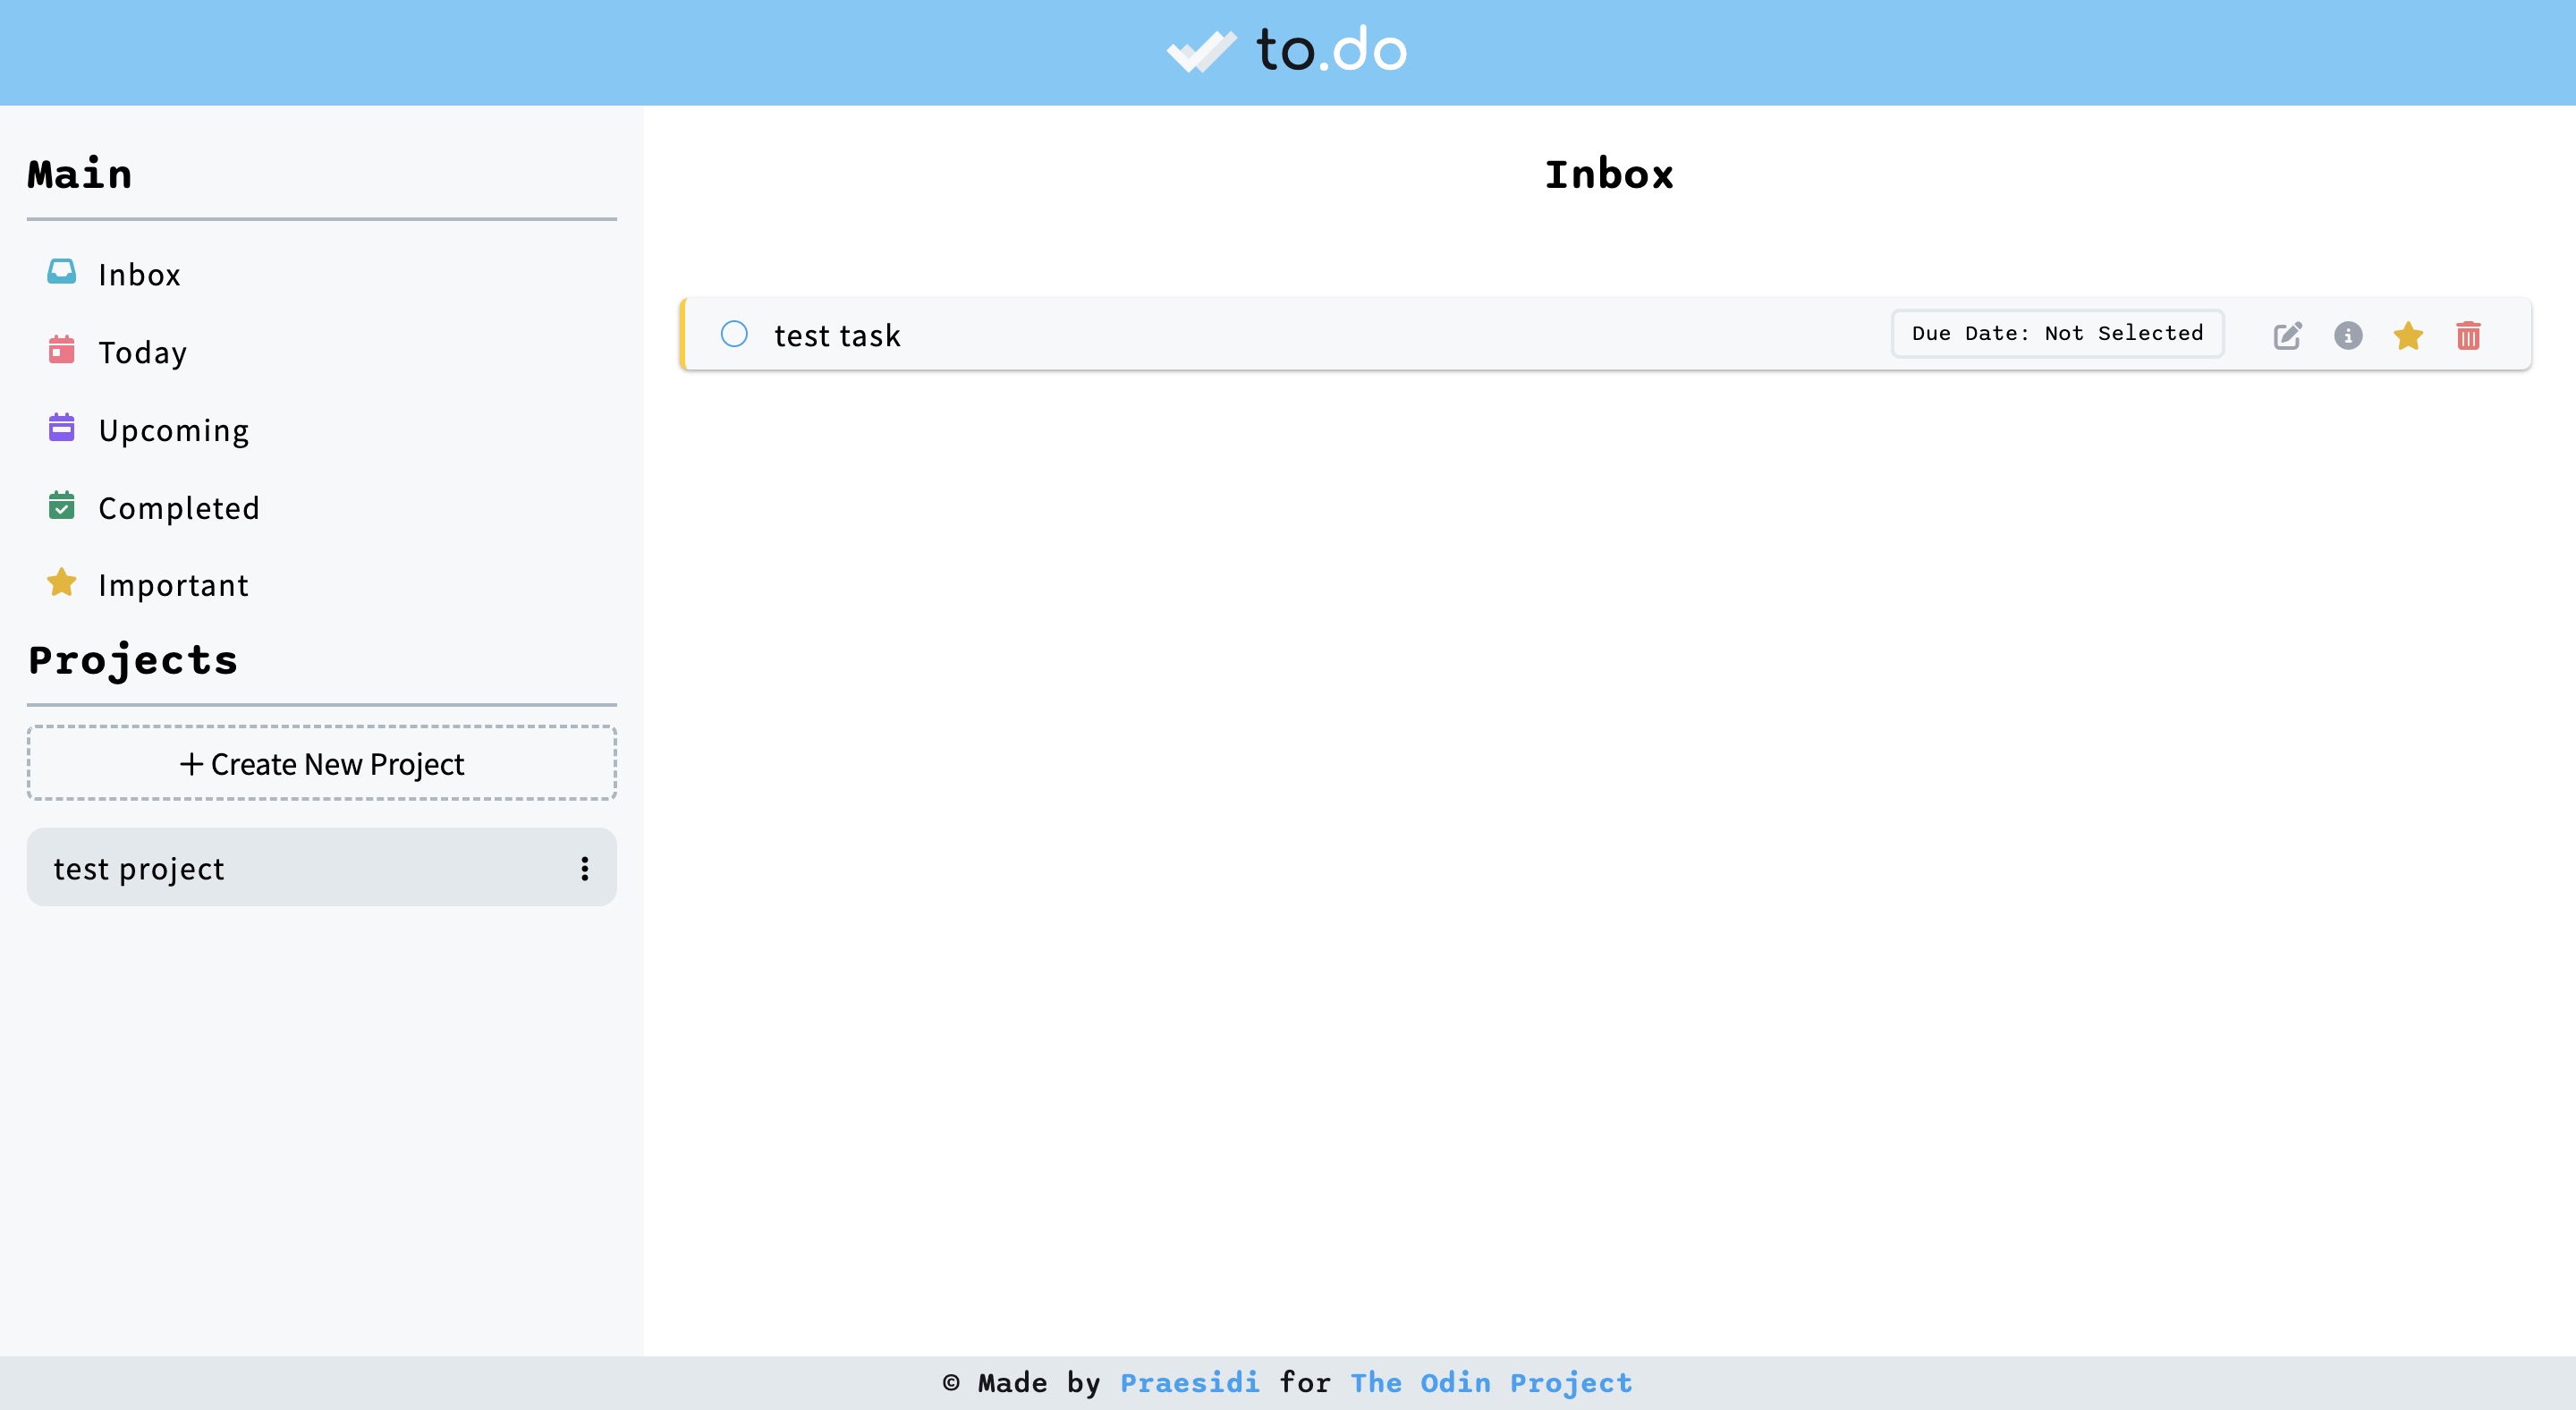 to.do
Main
Inbox
Today
Upcoming
Completed
Important
Projects
+ Create New Project
test project
Inbox
test task
Due Date: Not Selected
© Made by Praesidi for The Odin Project